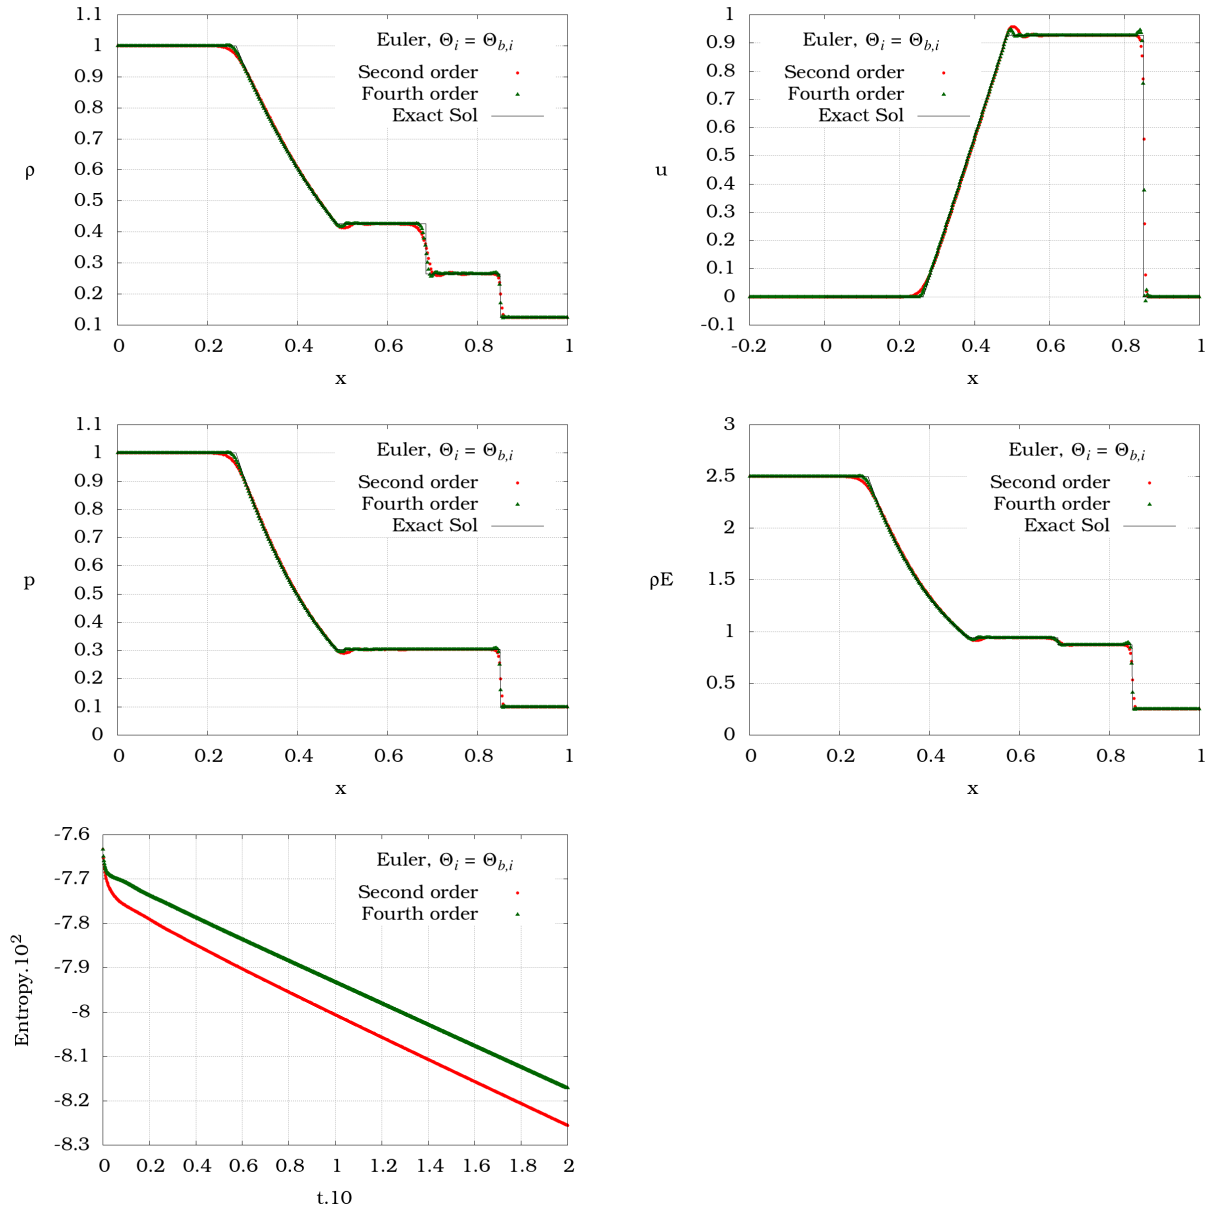 1.1
1
0.9
0.8
0.7
0.6
0.5
0.4
0.3
0.2
0.1
ρ
0 0.2 0.4 0.6 0.8 1
x
Euler, Θi = Θb,i
Second order
Fourth order
Exact Sol
1
0.9
0.8
0.7
0.6
0.5
0.4
0.3
0.2
0.1
0
-0.1
u
-0.2 0 0.2 0.4 0.6 0.8 1
x
Euler, Θi = Θb,i
Second order
Fourth order
Exact Sol
1.1
1
0.9
0.8
0.7
0.6
0.5
0.4
0.3
0.2
0.1
0
p
0 0.2 0.4 0.6 0.8 1
x
Euler, Θi = Θb,i
Second order
Fourth order
Exact Sol
3
2.5
2
1.5
1
0.5
0
ρE
0 0.2 0.4 0.6 0.8 1
x
Euler, Θi = Θb,i
Second order
Fourth order
Exact Sol
-7.6
-7.7
-7.8
-7.9
-8
-8.1
-8.2
-8.3
Entropy.10²
0 0.2 0.4 0.6 0.8 1 1.2 1.4 1.6 1.8 2
t.10
Euler, Θi = Θb,i
Second order
Fourth order